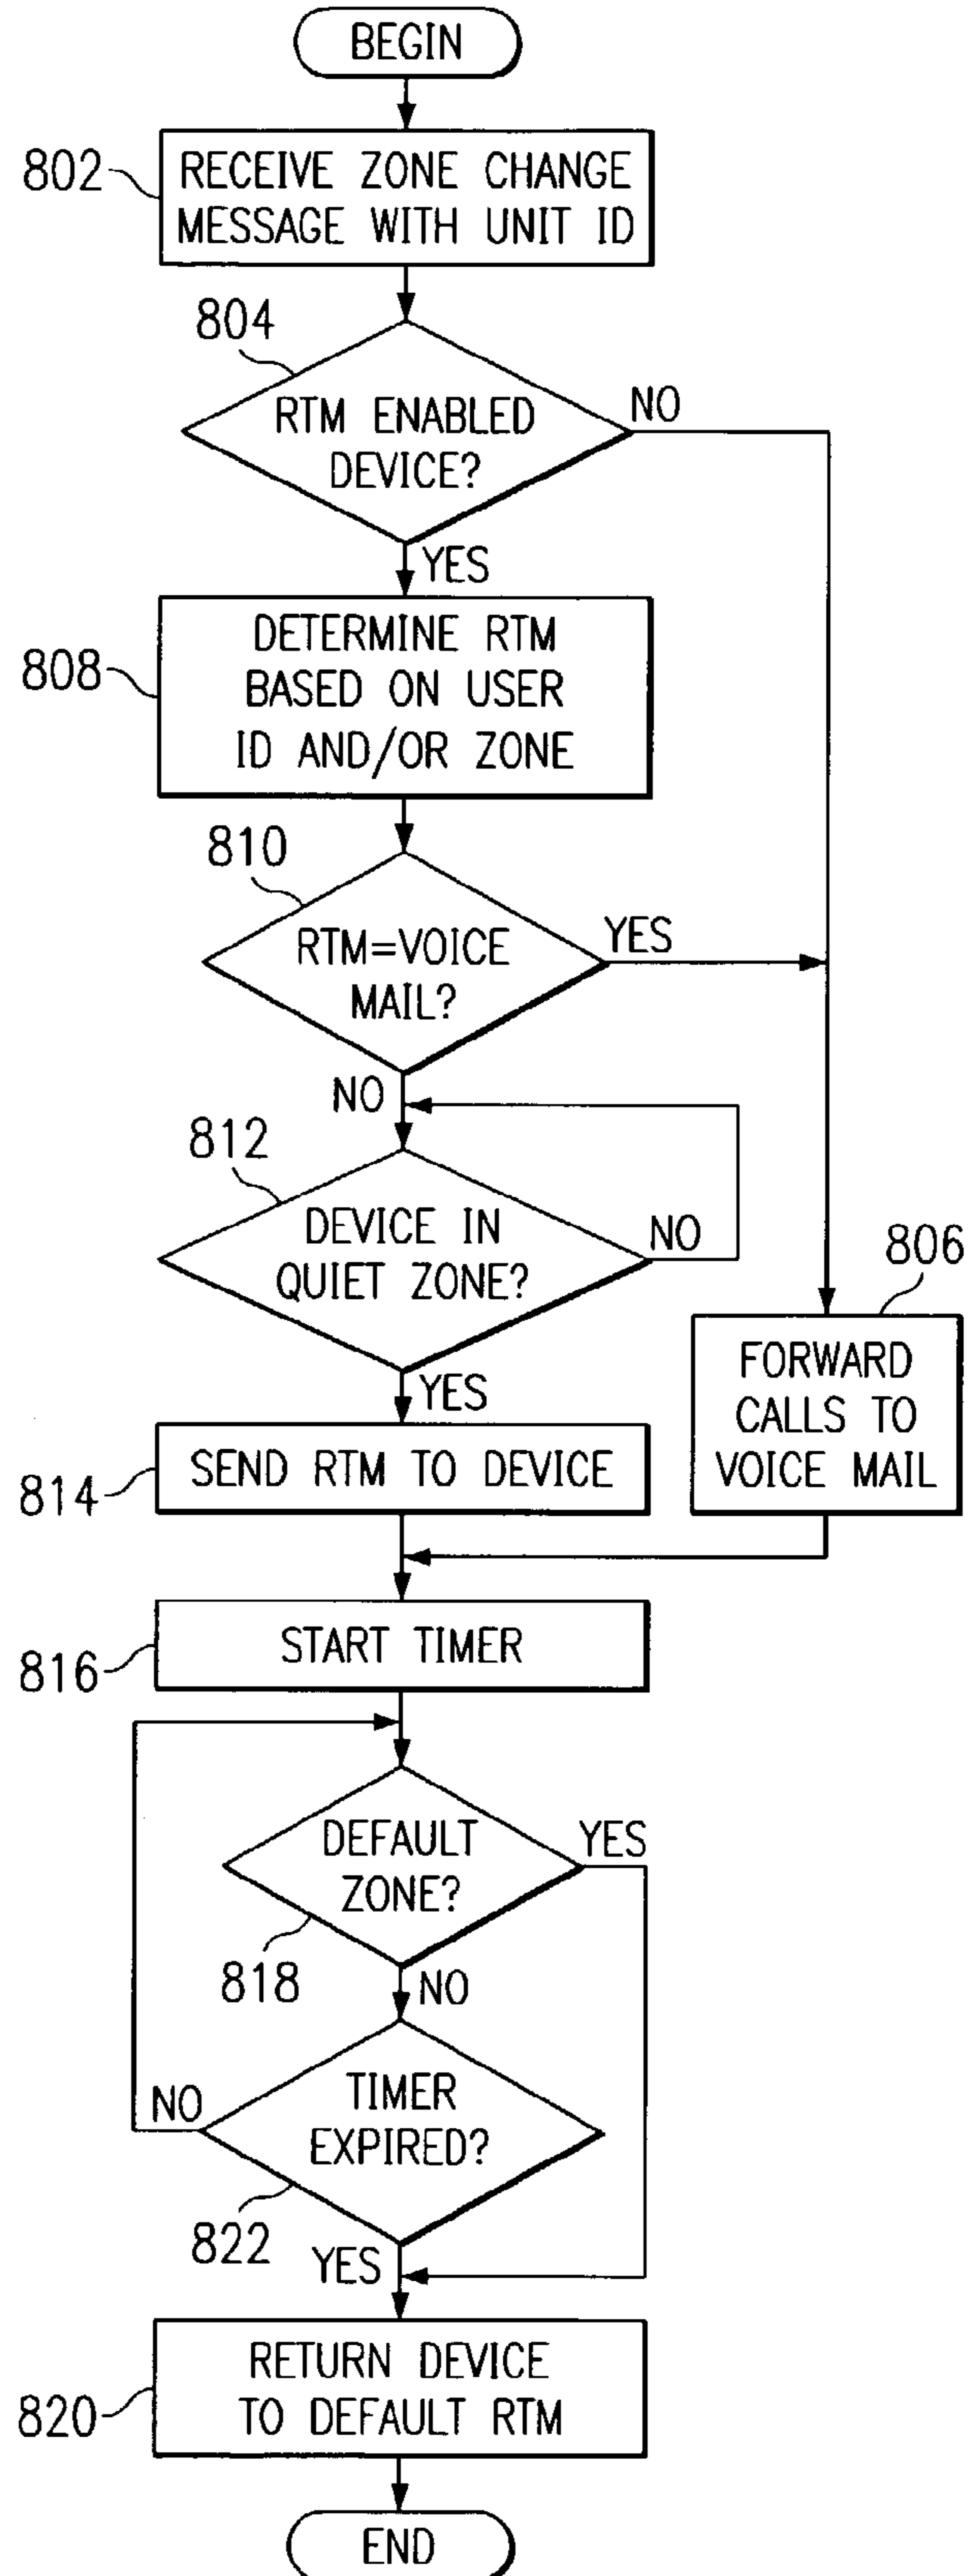 BEGIN
802
RECEIVE ZONE CHANGE
MESSAGE WITH UNIT ID
804
RTM ENABLED
DEVICE?
NO
YES
808
DETERMINE RTM
BASED ON USER
ID AND/OR ZONE
810
RTM=VOICE
MAIL?
YES
NO
812
DEVICE IN
QUIET ZONE?
NO
YES
806
FORWARD
CALLS TO
VOICE MAIL
814
SEND RTM TO DEVICE
816
START TIMER
DEFAULT
ZONE?
YES
818
NO
TIMER
EXPIRED?
NO
822
YES
820
RETURN DEVICE
TO DEFAULT RTM
END